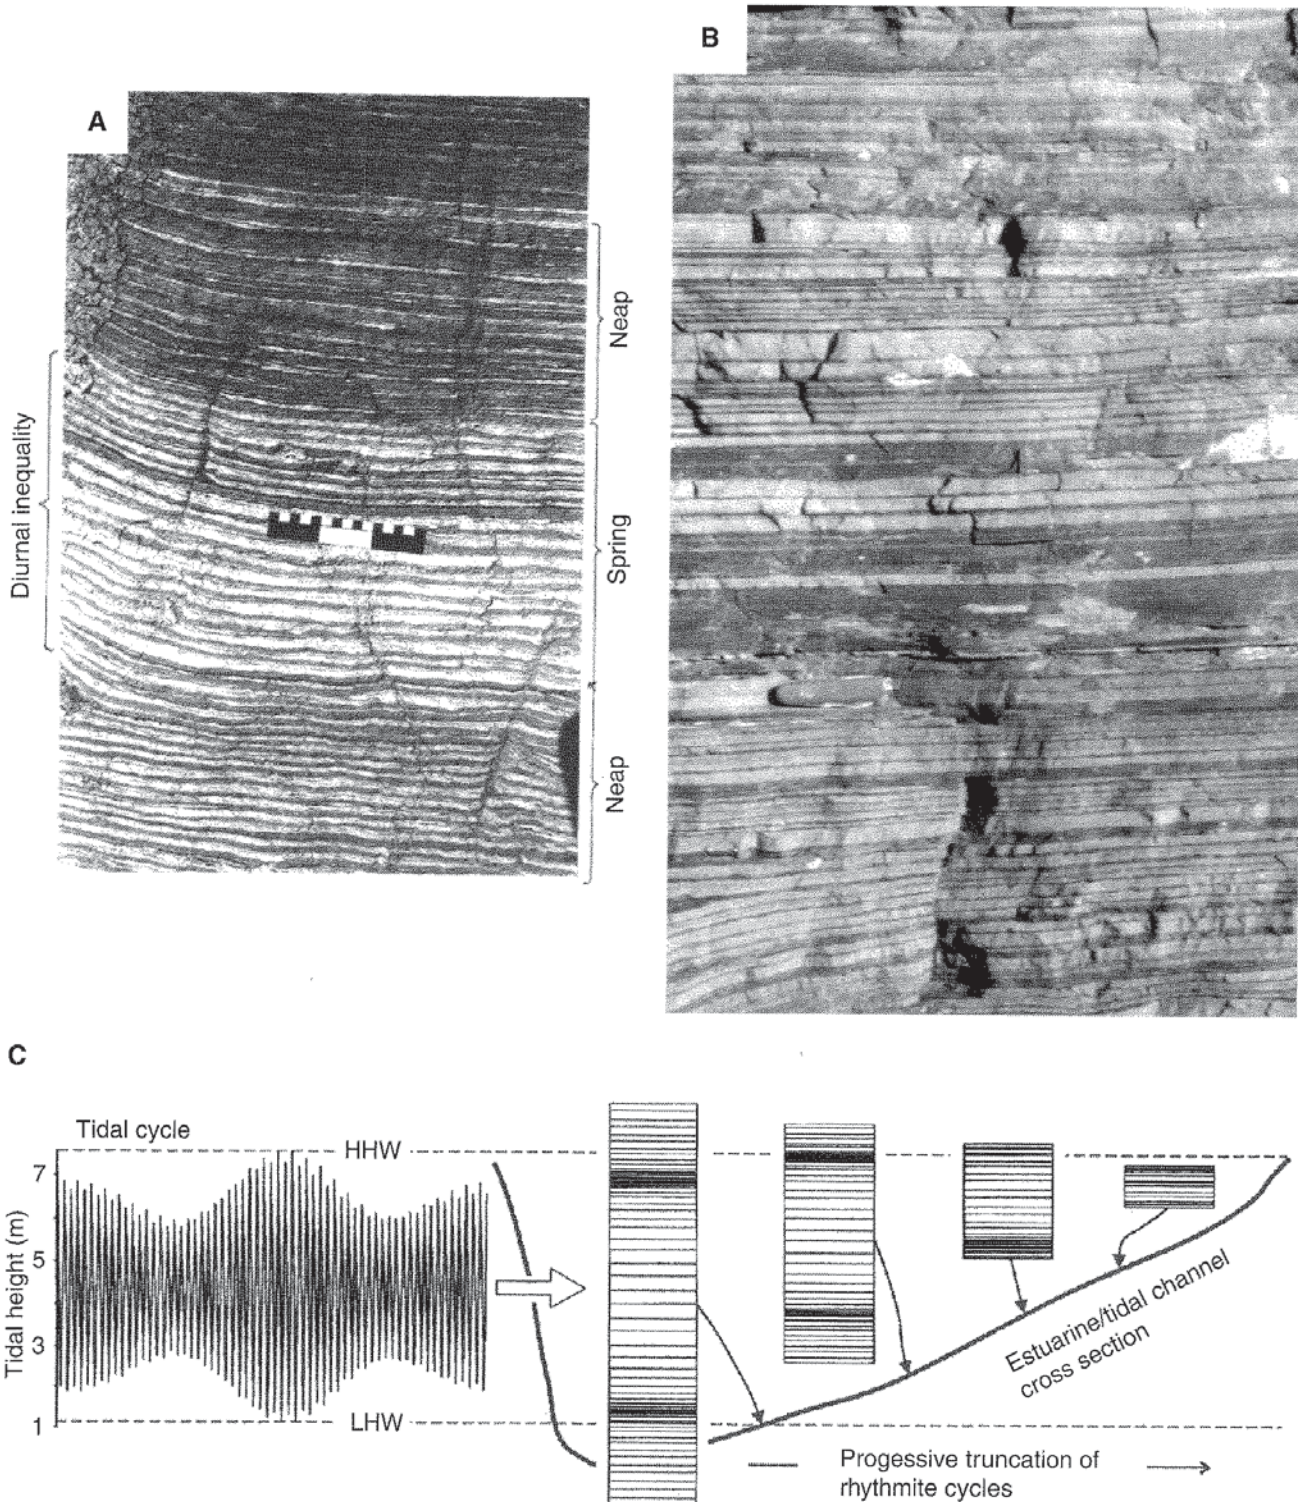 A
B
Neap
Spring
Neap
Diurnal inequality
C
Tidal cycle
HHW
7
5
3
1
Tidal height (m)
LHW
Estuarine/tidal channel
cross section
Progessive truncation of
rhythmite cycles